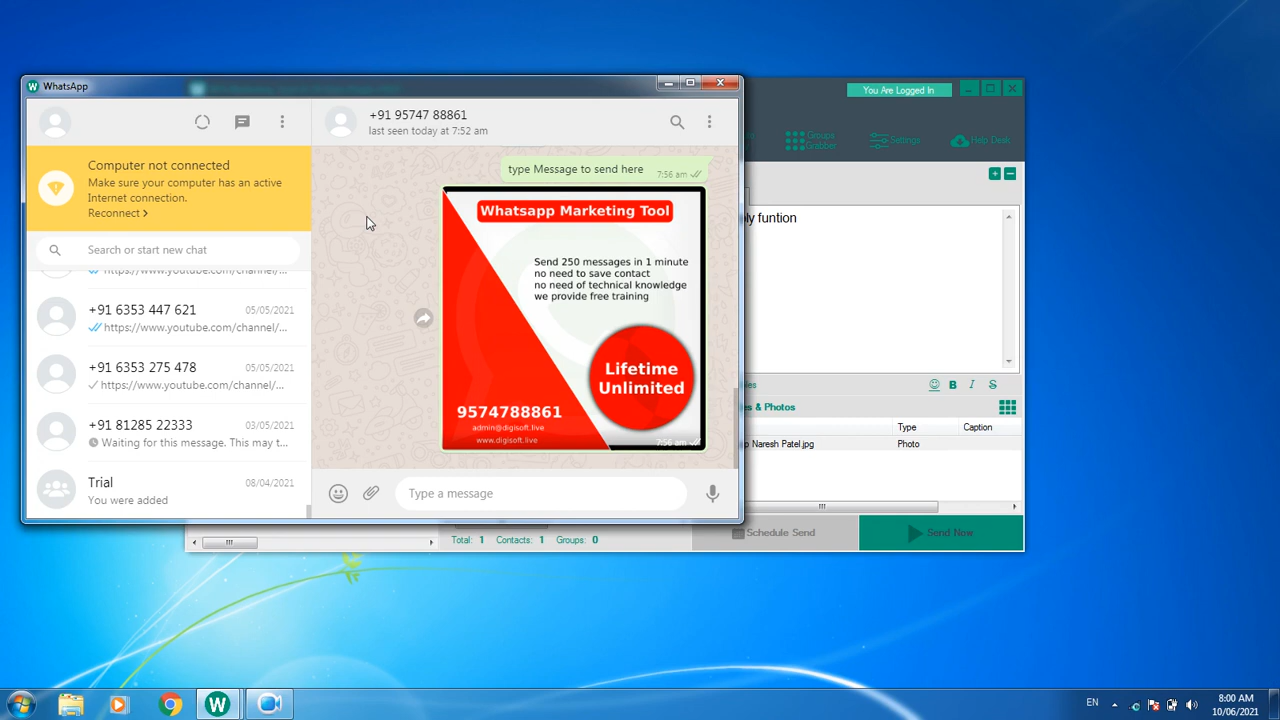 WhatsApp
You Are Logged In
+91 95747 88861
last seen today at 7:52 am
Groups
Grabber
Settings
Help Desk
Computer not connected
Make sure your computer has an active
Internet connection.
Reconnect >
type Message to send here
7:56 am
Whatsapp Marketing Tool
Send 250 messages in 1 minute
no need to save contact
no need of technical knowledge
we provide free training
Lifetime
Unlimited
9574788861
admin@digisoft.live
www.digisoft.live
7:56 am
Search or start new chat
https://www.youtube.com/channel/...
+91 6353 447 621
05/05/2021
https://www.youtube.com/channel/...
+91 6353 275 478
05/05/2021
https://www.youtube.com/channel/...
+91 81285 22333
03/05/2021
Waiting for this message. This may t...
Trial
08/04/2021
You were added
Type a message
ly funtion
B I S
& Photos
Type
Caption
p Naresh Patel.jpg
Photo
Total: 1 Contacts: 1 Groups: 0
Schedule Send
Send Now
EN
8:00 AM
10/06/2021